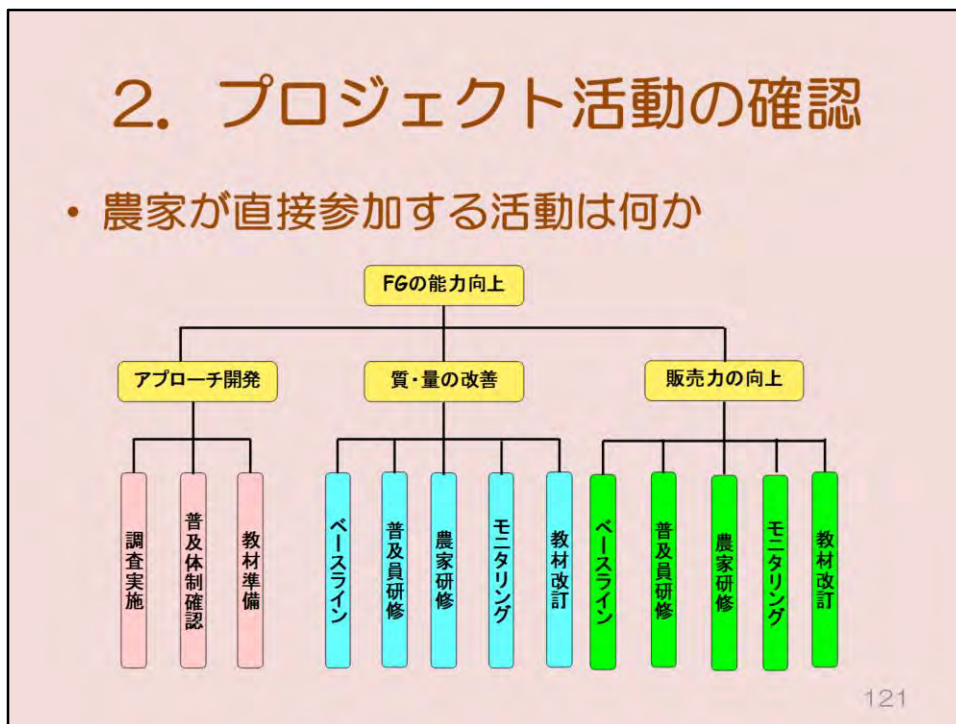 2．プロジェクト活動の確認
• 農家が直接参加する活動は何か
FGの能力向上
アプローチ開発
質・量の改善
販売力の向上
調査実施
普及体制確認
教材準備
ベースライン
普及員研修
農家研修
モニタリング
教材改訂
ベースライン
普及員研修
農家研修
モニタリング
教材改訂
121